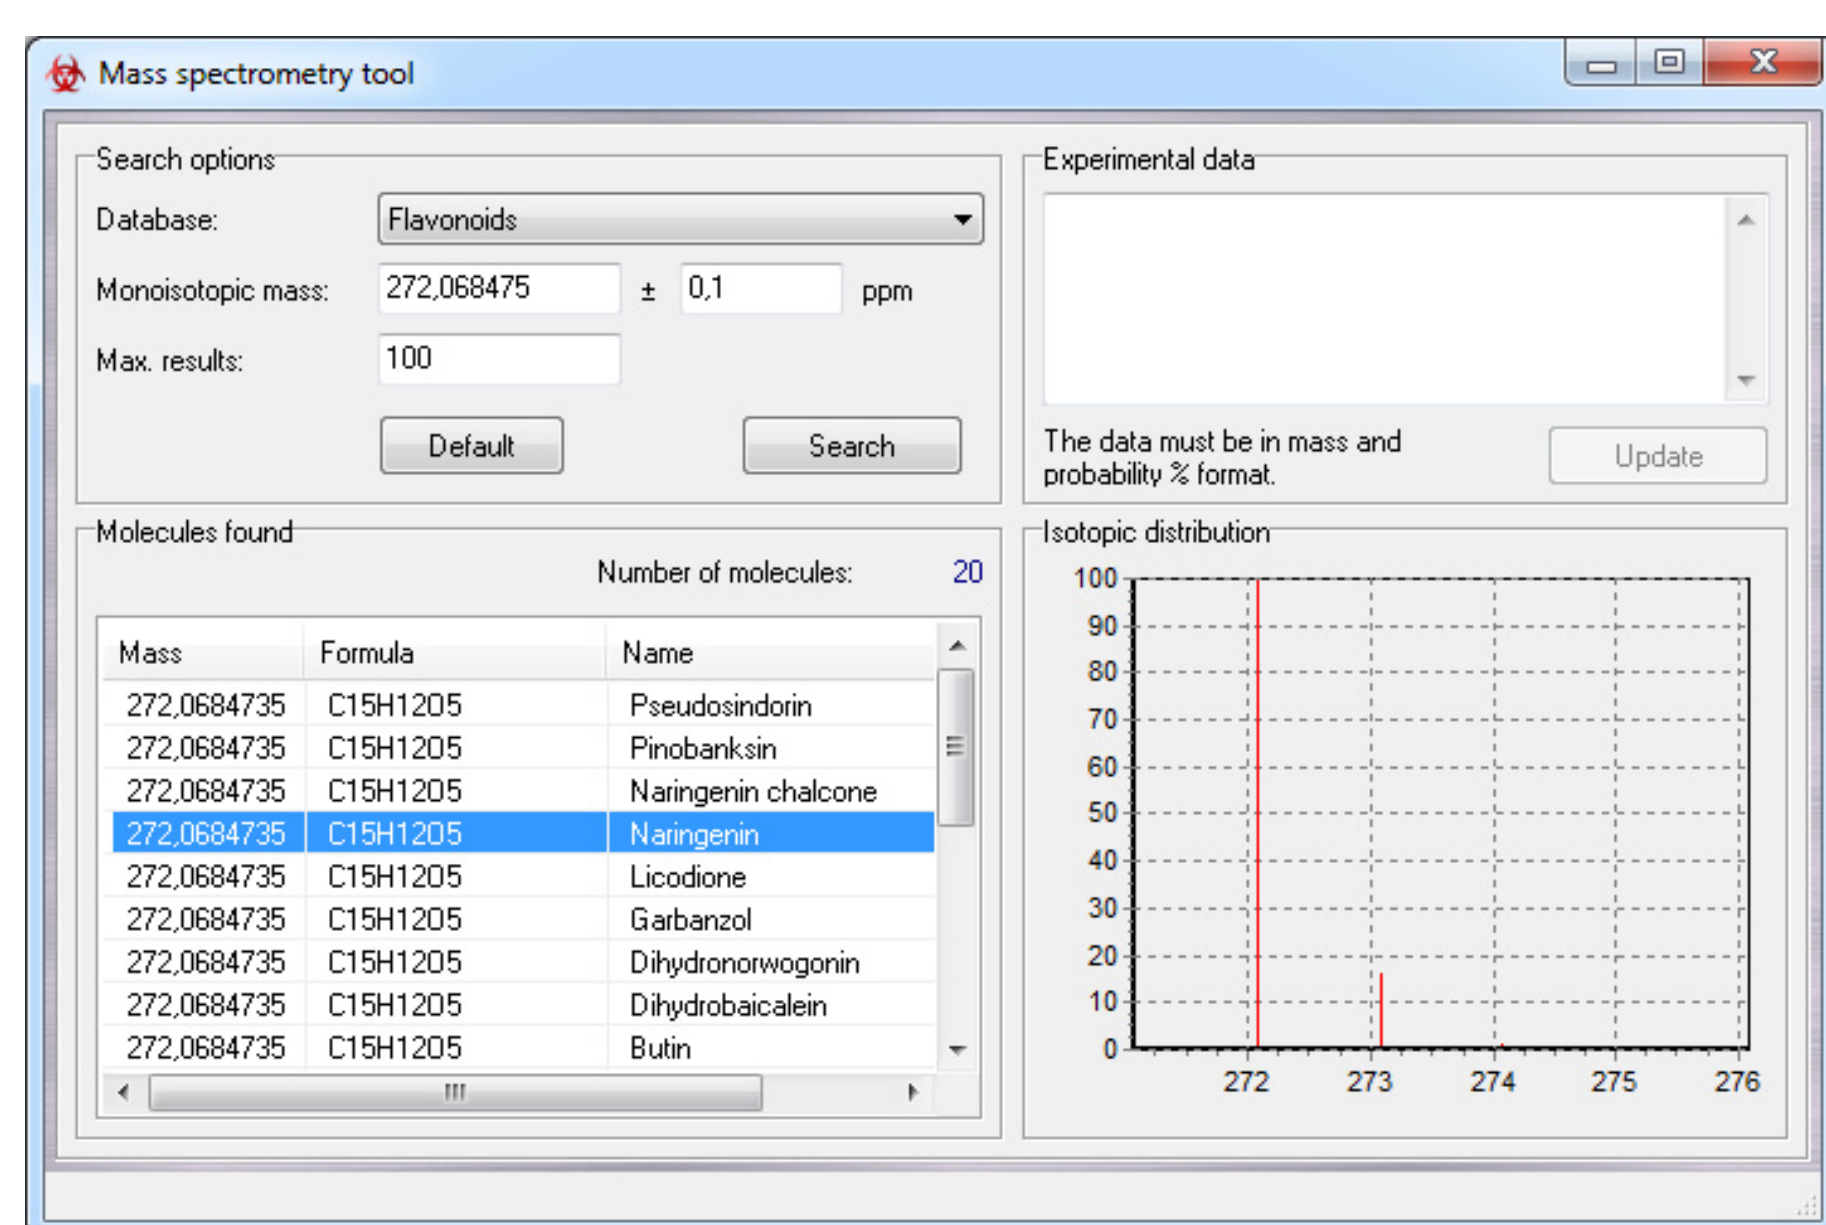 Mass spectrometry tool
Search options
Database: Flavonoids
Monoisotopic mass: 272,068475 ± 0,1 ppm
Max. results: 100
Default Search
Experimental data
The data must be in mass and
probability % format.
Update
Molecules found
Number of molecules: 20
Mass Formula Name
272,0684735 C15H12O5 Pseudosindorin
272,0684735 C15H12O5 Pinobanksin
272,0684735 C15H12O5 Naringenin chalcone
272,0684735 C15H12O5 Naringenin
272,0684735 C15H12O5 Licodione
272,0684735 C15H12O5 Garbanzol
272,0684735 C15H12O5 Dihydronorwogonin
272,0684735 C15H12O5 Dihydrobaicalein
272,0684735 C15H12O5 Butin
Isotopic distribution
100
90
80
70
60
50
40
30
20
10
0
272 273 274 275 276